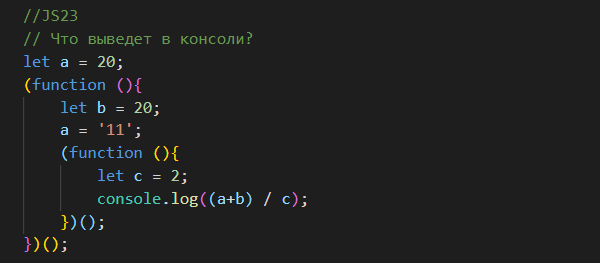 //JS23
// Что выведет в консоли?
let a = 20;
(function (){
    let b = 20;
    a = '11';
    (function (){
        let c = 2;
        console.log((a+b) / c);
    })();
})();